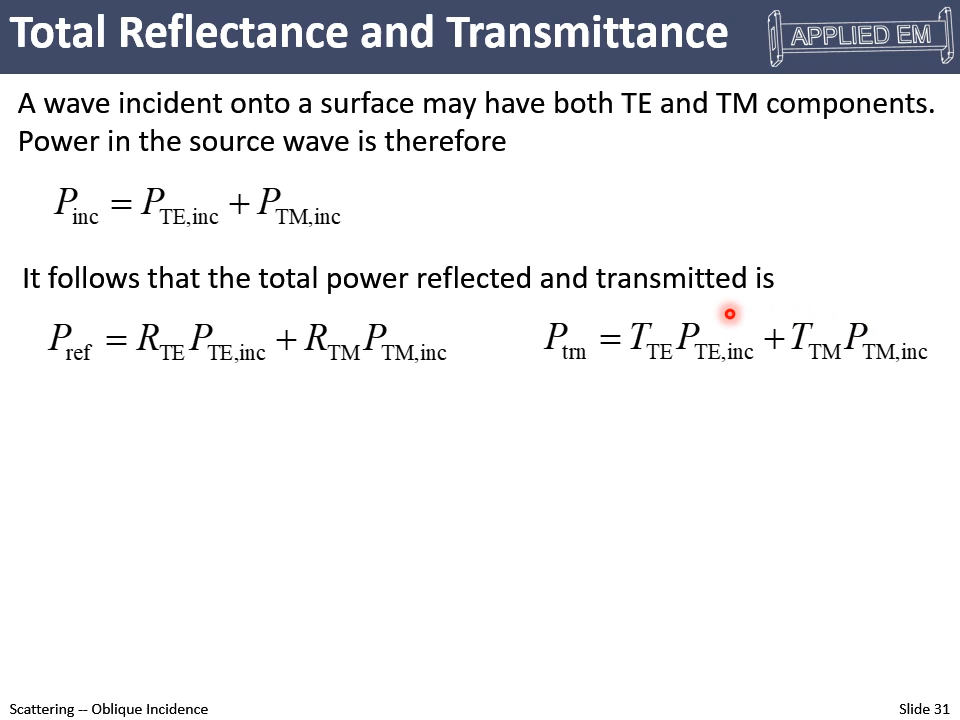 Total Reflectance and Transmittance
APPLIED EM
A wave incident onto a surface may have both TE and TM components.
Power in the source wave is therefore
P_inc = P_TE,inc + P_TM,inc
It follows that the total power reflected and transmitted is
P_ref = R_TE P_TE,inc + R_TM P_TM,inc
P_trn = T_TE P_TE,inc + T_TM P_TM,inc
Scattering -- Oblique Incidence
Slide 31